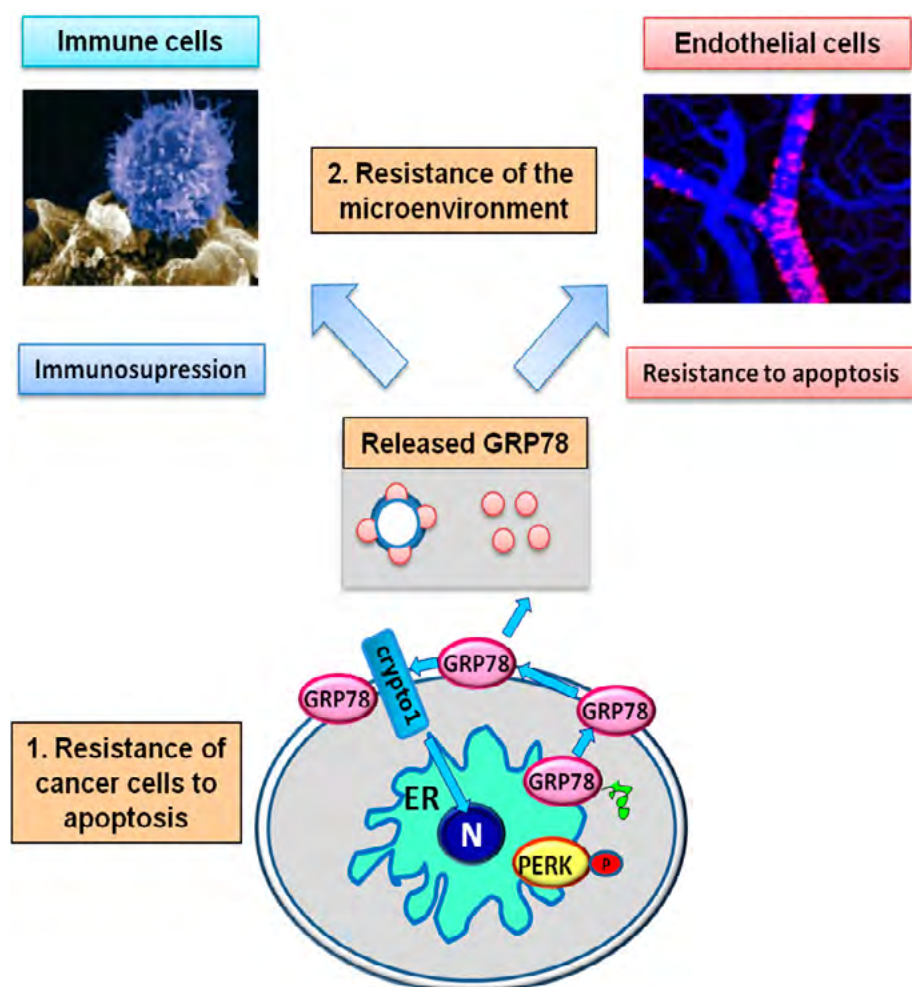 Immune cells
Endothelial cells
2. Resistance of the
microenvironment
Immunosupression
Resistance to apoptosis
Released GRP78
crypto1
GRP78
GRP78
GRP78
GRP78
1. Resistance of
cancer cells to
apoptosis
ER
N
PERK
P